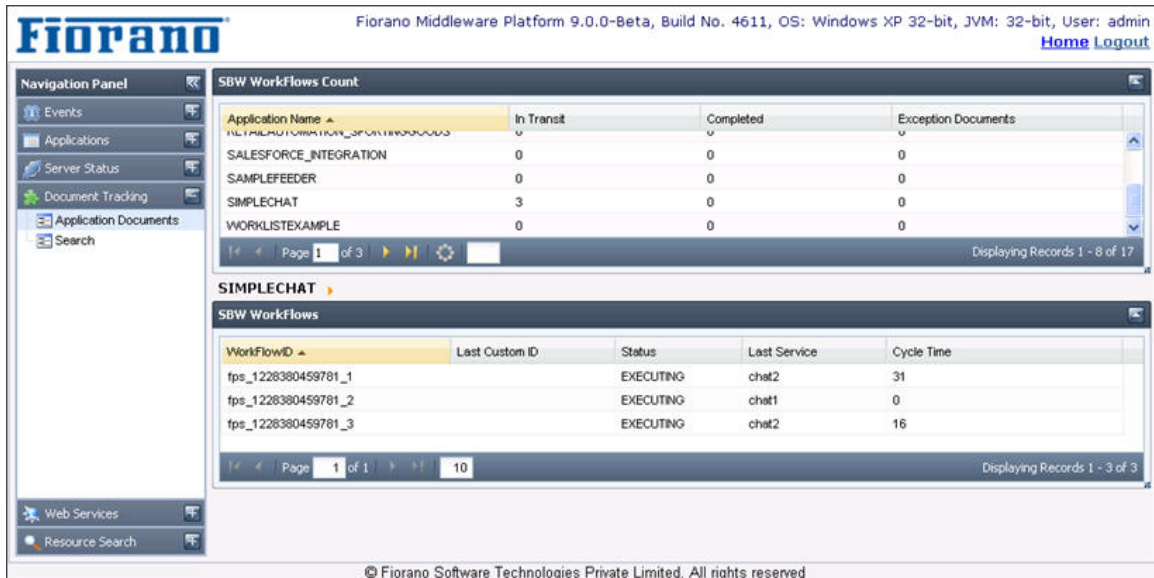 Fiorano
Fiorano Middleware Platform 9.0.0-Beta, Build No. 4611, OS: Windows XP 32-bit, JVM: 32-bit, User: admin
Home Logout
Navigation Panel
Events
Applications
Server Status
Document Tracking
Application Documents
Search
Web Services
Resource Search
SBW WorkFlows Count
Application Name In Transit Completed Exception Documents
RETAILAUTOMATION_SPORTINGGOODS 0 0 0
SALESFORCE_INTEGRATION 0 0 0
SAMPLEFEEDER 0 0 0
SIMPLECHAT 3 0 0
WORKLISTEXAMPLE 0 0 0
Page 1 of 3 Displaying Records 1 - 8 of 17
SIMPLECHAT
SBW WorkFlows
WorkFlowID Last Custom ID Status Last Service Cycle Time
fps_1228380459781_1 EXECUTING chat2 31
fps_1228380459781_2 EXECUTING chat1 0
fps_1228380459781_3 EXECUTING chat2 16
Page 1 of 1 10 Displaying Records 1 - 3 of 3
© Fiorano Software Technologies Private Limited. All rights reserved